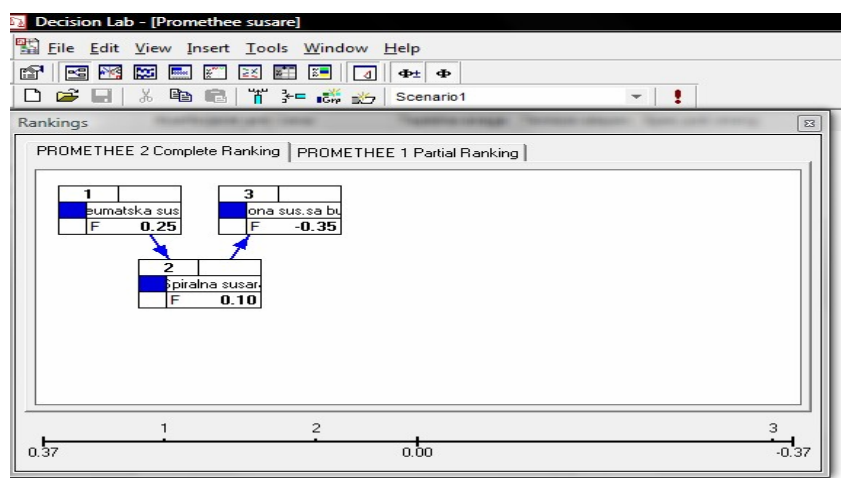 Decision Lab - [Promethee susare]
File Edit View Insert Tools Window Help
Φ± Φ
Scenario1
Rankings
PROMETHEE 2 Complete Ranking PROMETHEE 1 Partial Ranking
1 3
eumatska sus ona sus.sa bu
F 0.25 F -0.35
2
Spiralna susar
F 0.10
1 2 3
0.37 0.00 -0.37